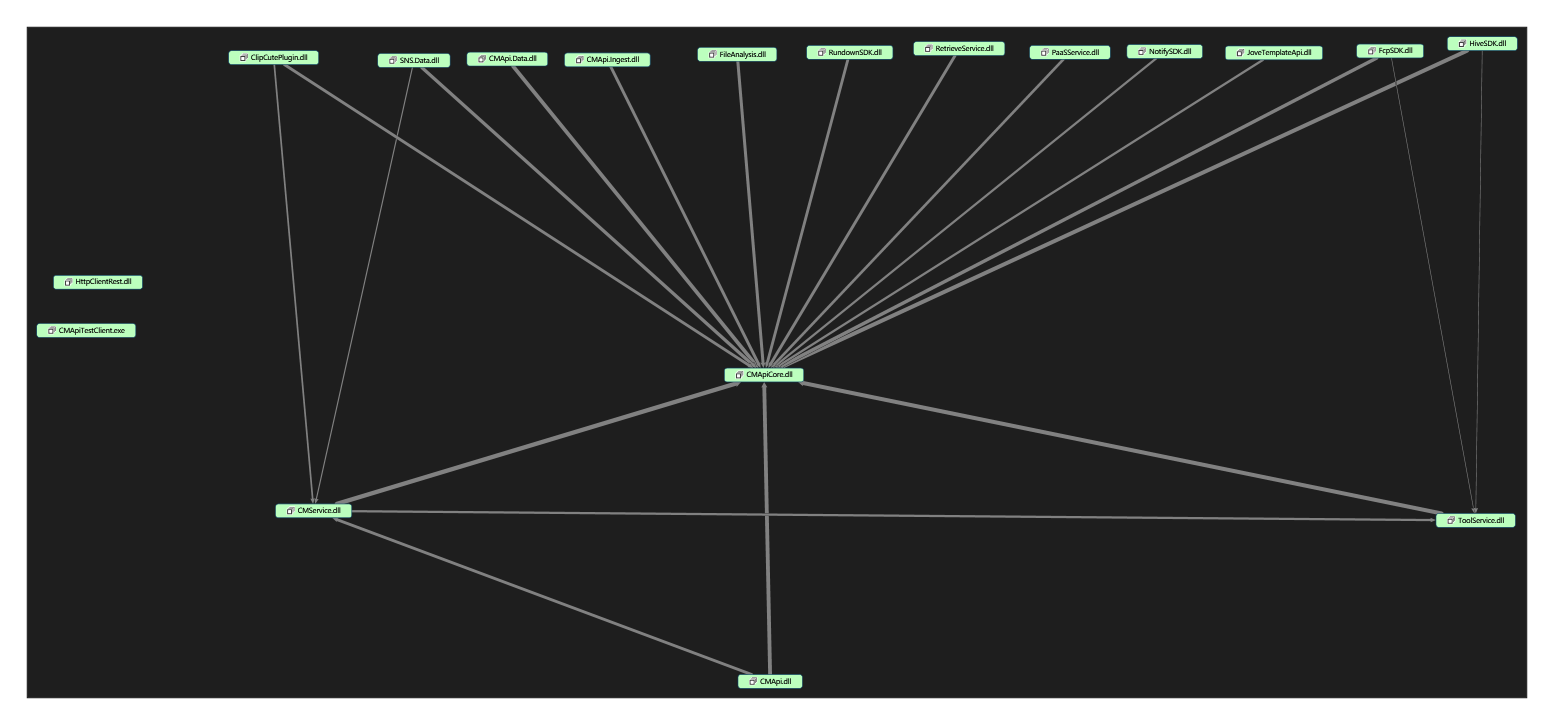 ClipCutePlugin.dll
SNS.Data.dll
CMApi.Data.dll
CMApi.Ingest.dll
FileAnalysis.dll
RundownSDK.dll
RetrieveService.dll
PaaSService.dll
NotifySDK.dll
JoveTemplateApi.dll
FcpSDK.dll
HiveSDK.dll
HttpClientRest.dll
CMApiTestClient.exe
CMApiCore.dll
CMService.dll
ToolService.dll
CMApi.dll